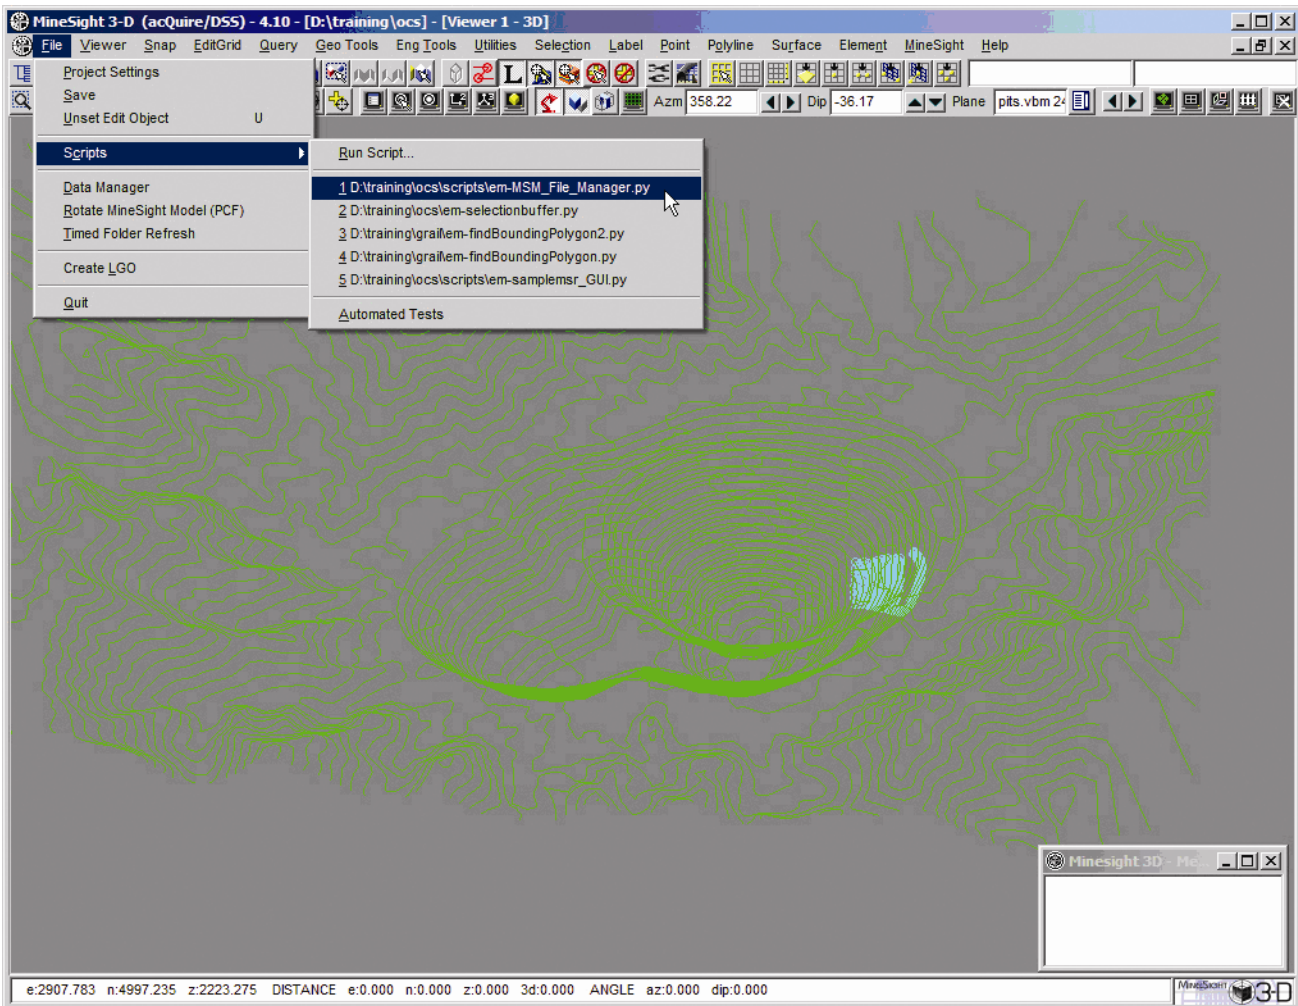 MineSight 3-D (acQuire/DSS) - 4.10 - [D:\training\ocs] - [Viewer 1 - 3D]
File Viewer Snap EditGrid Query Geo Tools Eng Tools Utilities Selection Label Point Polyline Surface Element MineSight Help
L
Azm 358.22 Dip -36.17 Plane pits.vbm 24
Project Settings
Save
Unset Edit Object U
Scripts
Data Manager
Rotate MineSight Model (PCF)
Timed Folder Refresh
Create LGO
Quit
Run Script...
1 D:\training\ocs\scripts\em-MSM_File_Manager.py
2 D:\training\ocs\em-selectionbuffer.py
3 D:\training\grail\em-findBoundingPolygon2.py
4 D:\training\grail\em-findBoundingPolygon.py
5 D:\training\ocs\scripts\em-samplemsr_GUI.py
Automated Tests
Minesight 3D - Me...
e:2907.783 n:4997.235 z:2223.275 DISTANCE e:0.000 n:0.000 z:0.000 3d:0.000 ANGLE az:0.000 dip:0.000
MineSight 3-D